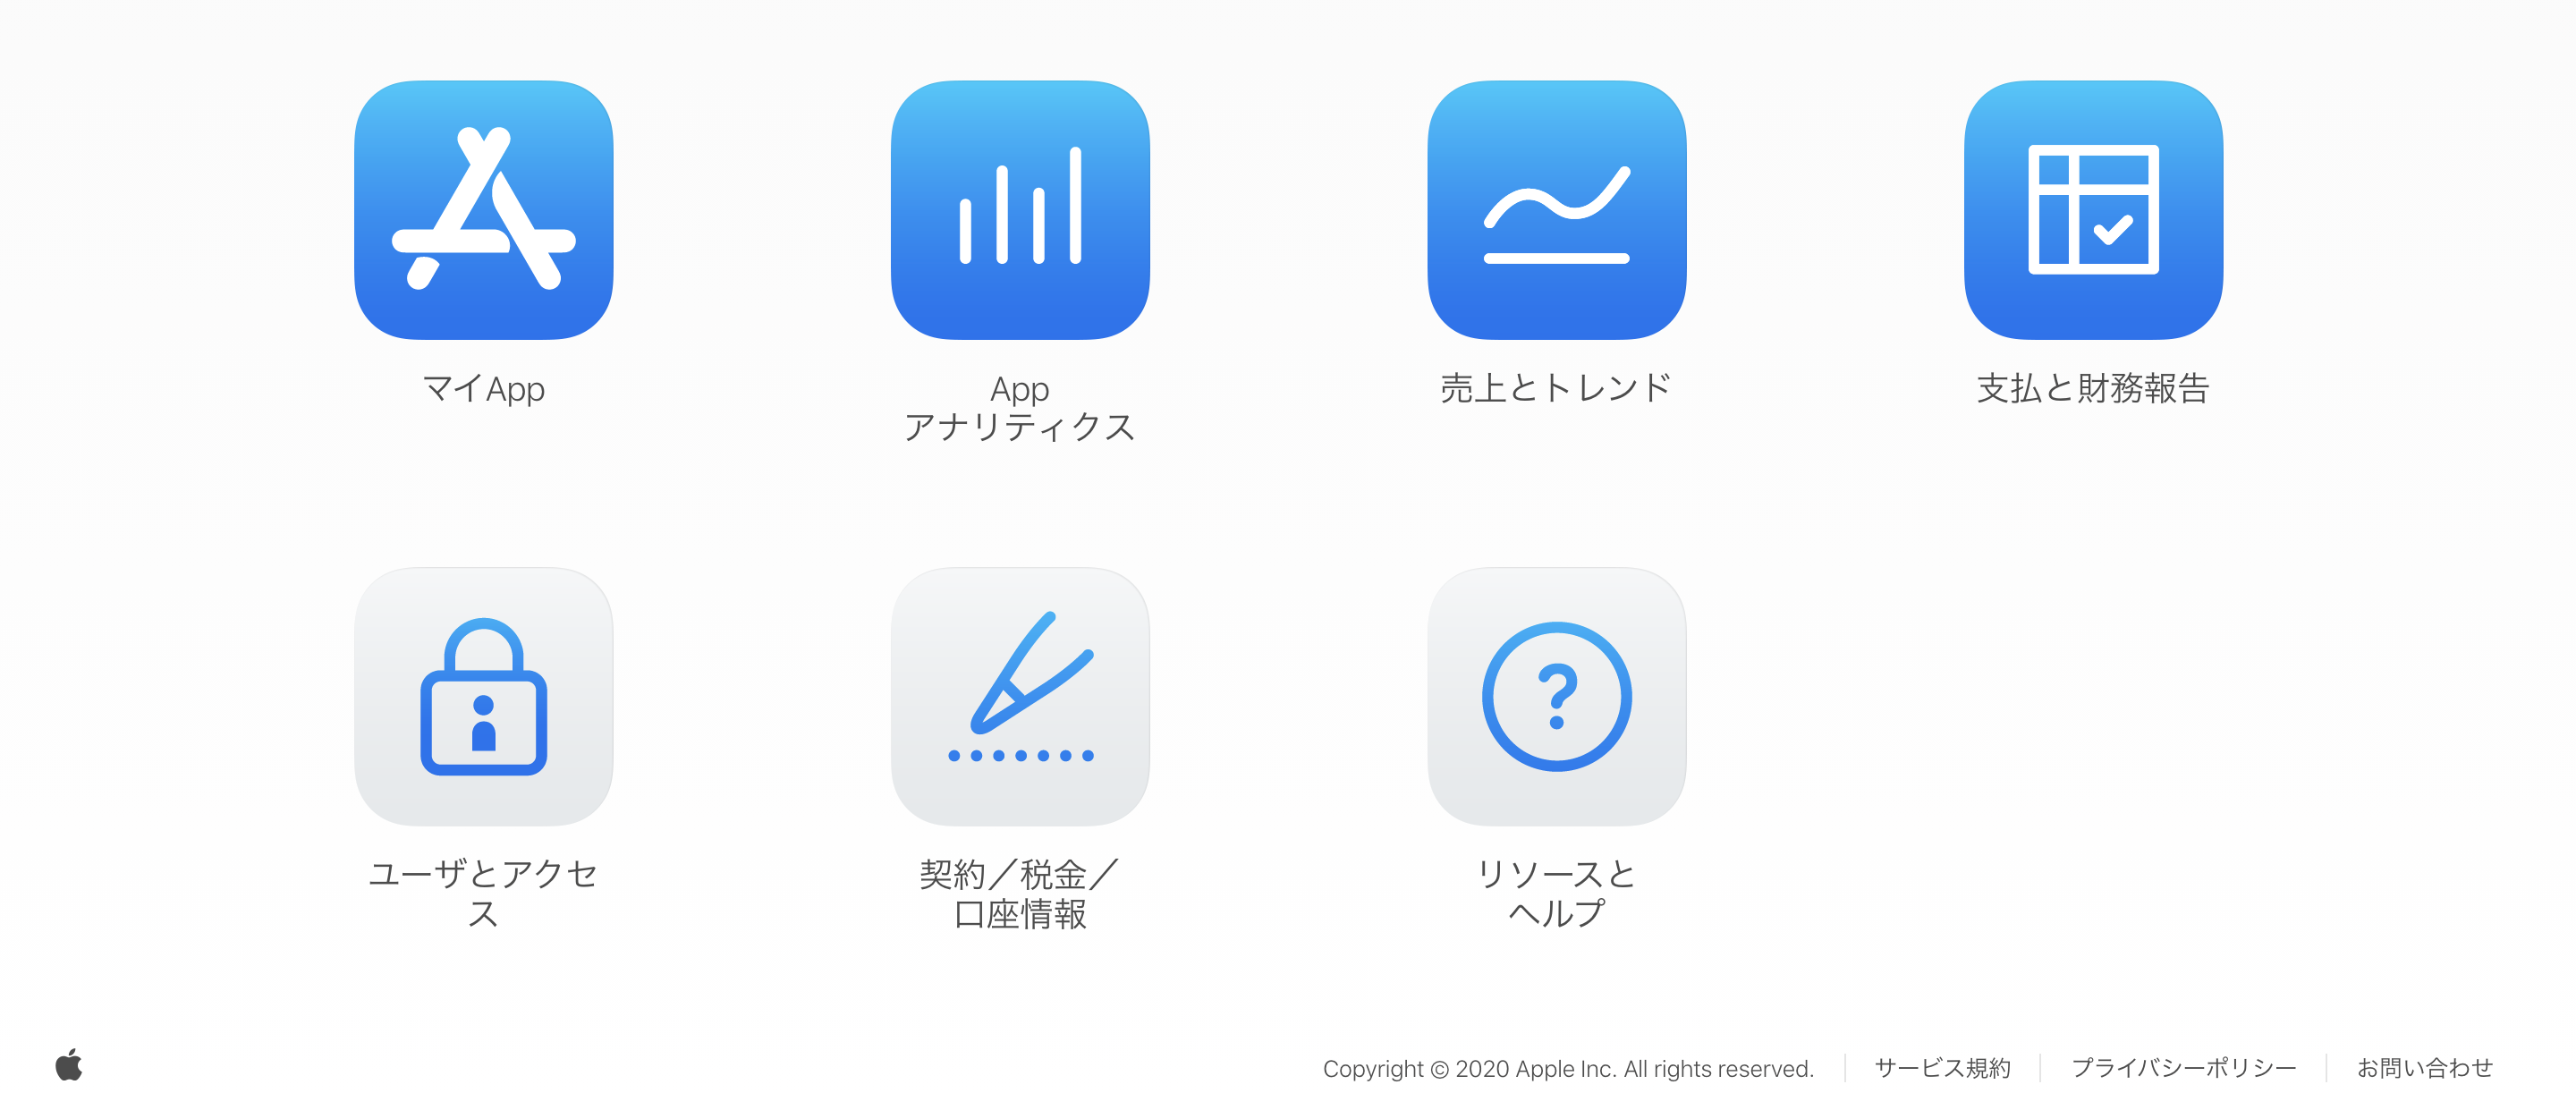 マイApp
App
アナリティクス
売上とトレンド
支払と財務報告
ユーザとアクセ
ス
契約／税金／
口座情報
リソースと
ヘルプ
Copyright © 2020 Apple Inc. All rights reserved.
サービス規約
プライバシーポリシー
お問い合わせ